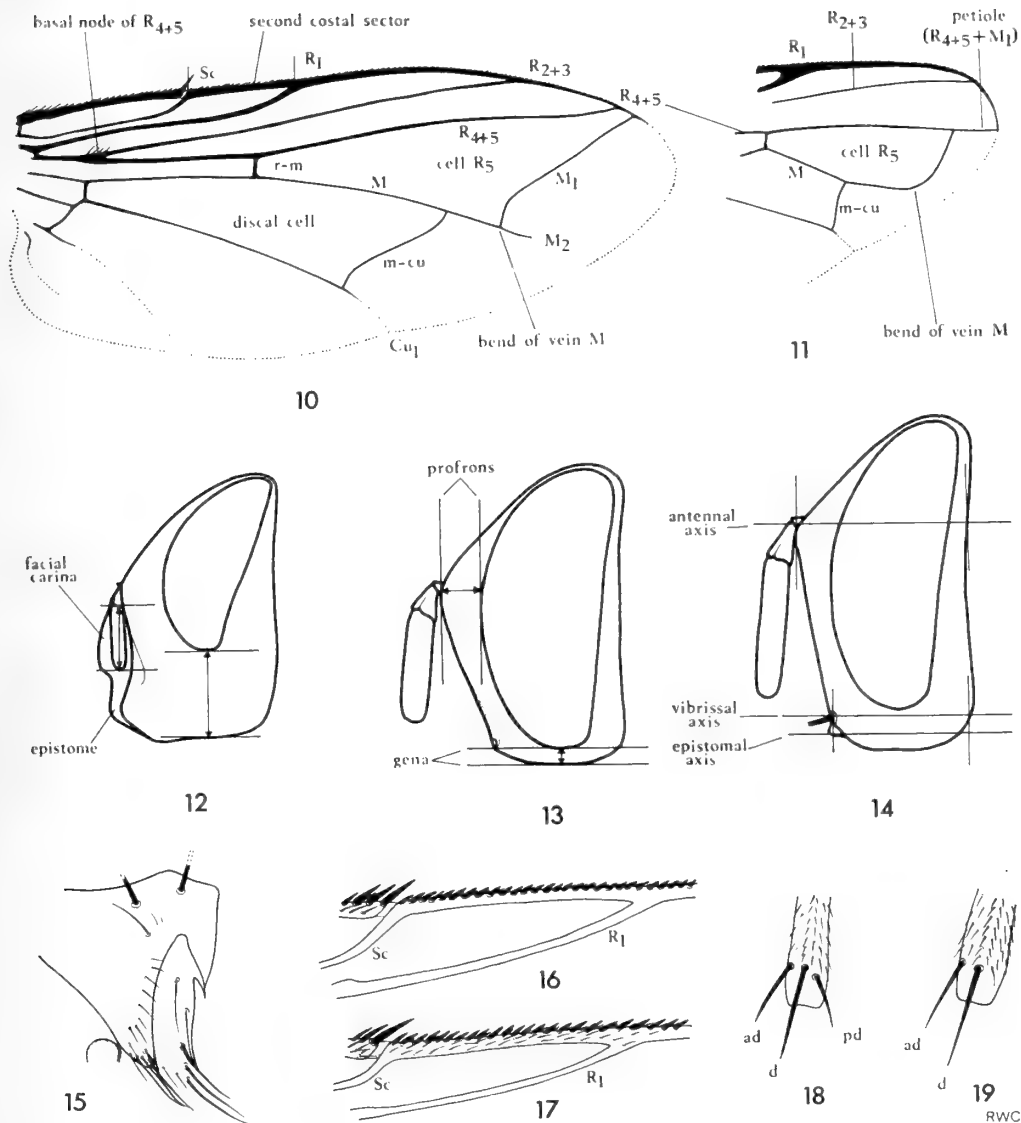 basal node of R4+5
second costal sector
Sc
R1
R2+3
R4+5
R4+5
r-m
cell R5
M
M1
discal cell
m-cu
M2
Cu1
bend of vein M
10
R2+3
petiole
(R4+5+M1)
R1
cell R5
M
m-cu
bend of vein M
11
facial
carina
epistome
12
profrons
gena
13
antennal
axis
vibrissal
axis
epistomal
axis
14
15
Sc
R1
16
Sc
R1
17
ad
d
pd
18
ad
d
19
RWC